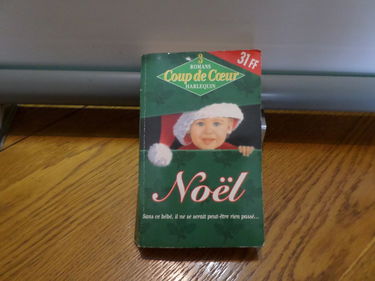 3
ROMANS
31 FF
Coup de Cœur
HARLEQUIN
Noël
Sans ce bébé, il ne se serait peut-être rien passé...